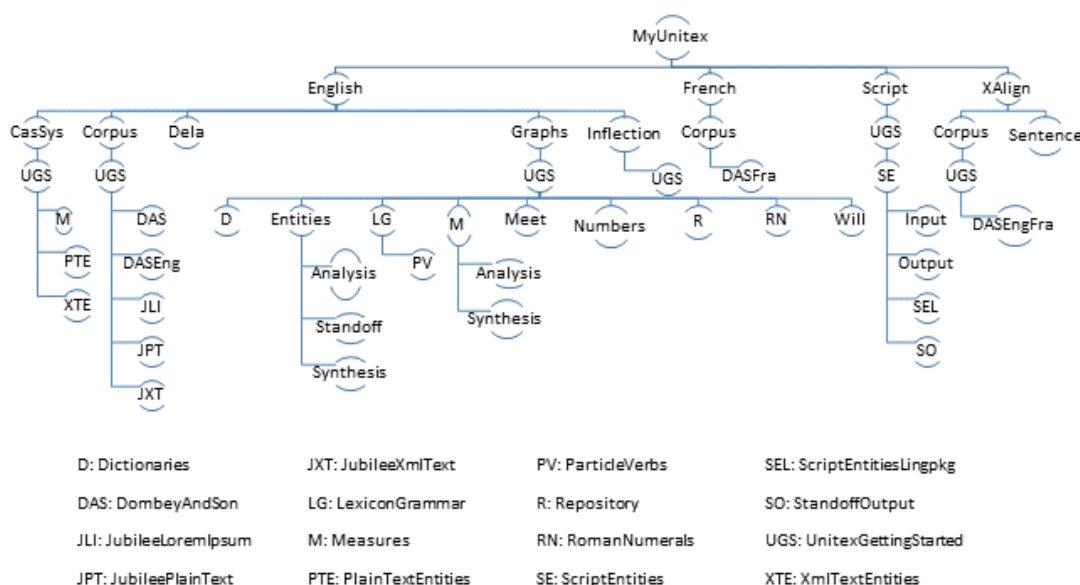 MyUnitex
English French Script XAlign
CasSys Corpus Dela Graphs Inflection Corpus UGS Corpus Sentence
UGS UGS UGS UGS DASFra SE UGS
M DAS D Entities LG M Meet Numbers R RN Will Input DASEngFra
PTE DASEng Analysis PV Analysis Output
XTE JLI Standoff Synthesis SEL
JPT Synthesis SO
JXT
D: Dictionaries JXT: JubileeXmlText PV: ParticleVerbs SEL: ScriptEntitiesLingpkg
DAS: DombeyAndSon LG: LexiconGrammar R: Repository SO: StandoffOutput
JLI: JubileeLoremIpsum M: Measures RN: RomanNumerals UGS: UnitexGettingStarted
JPT: JubileePlainText PTE: PlainTextEntities SE: ScriptEntities XTE: XmlTextEntities